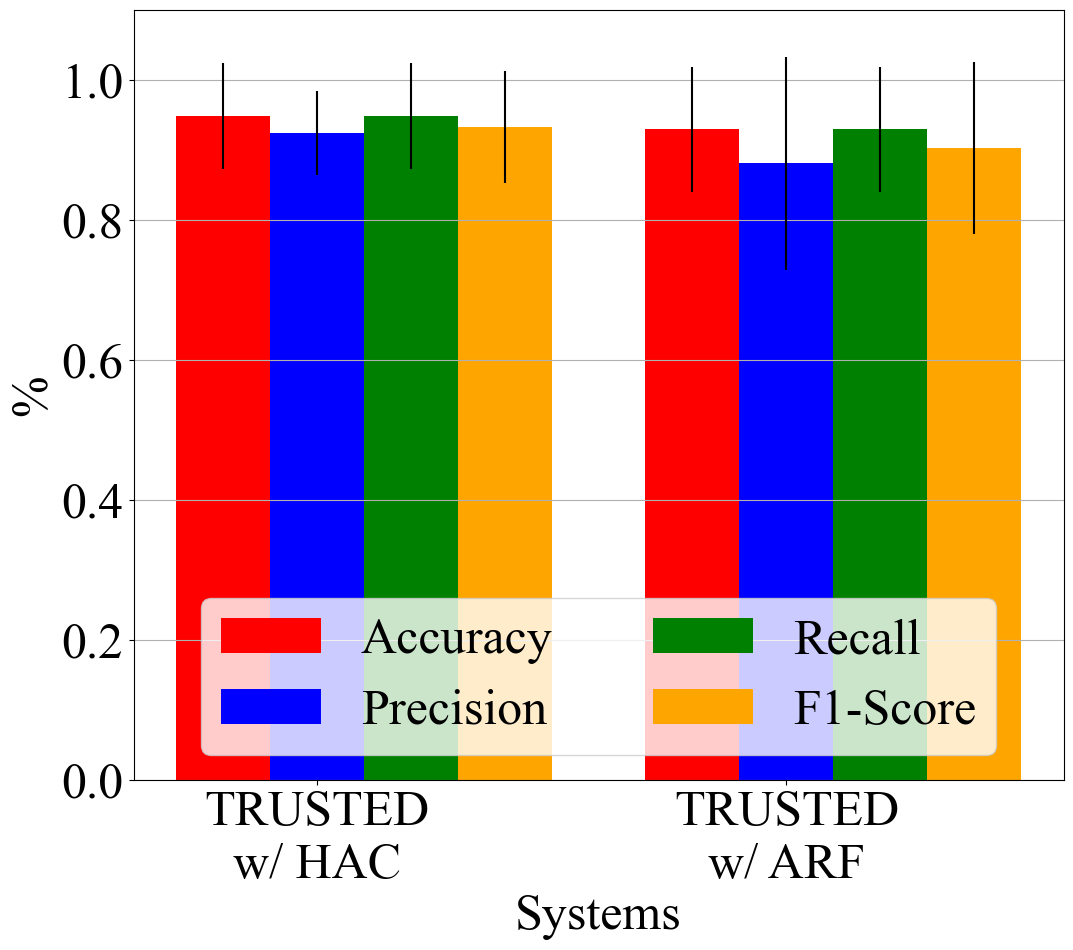 1.0
0.8
0.6
0.4
0.2
0.0
%
Accuracy
Precision
Recall
F1-Score
TRUSTED
w/ HAC
TRUSTED
w/ ARF
Systems